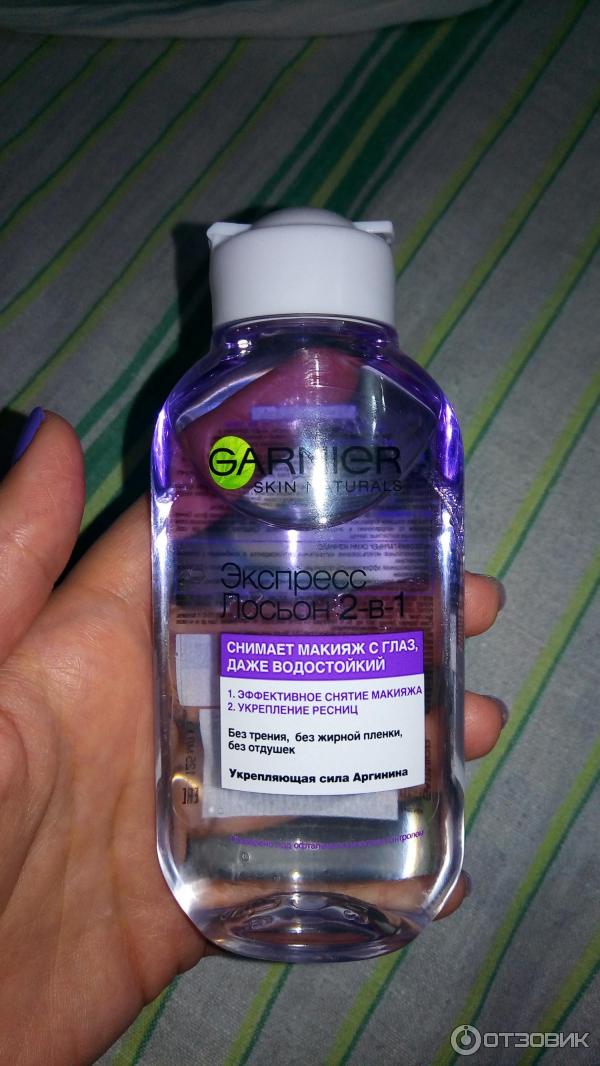 GARNIER
SKIN NATURALS
Экспресс
Лосьон 2-в-1
СНИМАЕТ МАКИЯЖ С ГЛАЗ,
ДАЖЕ ВОДОСТОЙКИЙ
1. ЭФФЕКТИВНОЕ СНЯТИЕ МАКИЯЖА
2. УКРЕПЛЕНИЕ РЕСНИЦ
Без трения, без жирной пленки,
без отдушек
Укрепляющая сила Аргинина
ОТЗОВИК